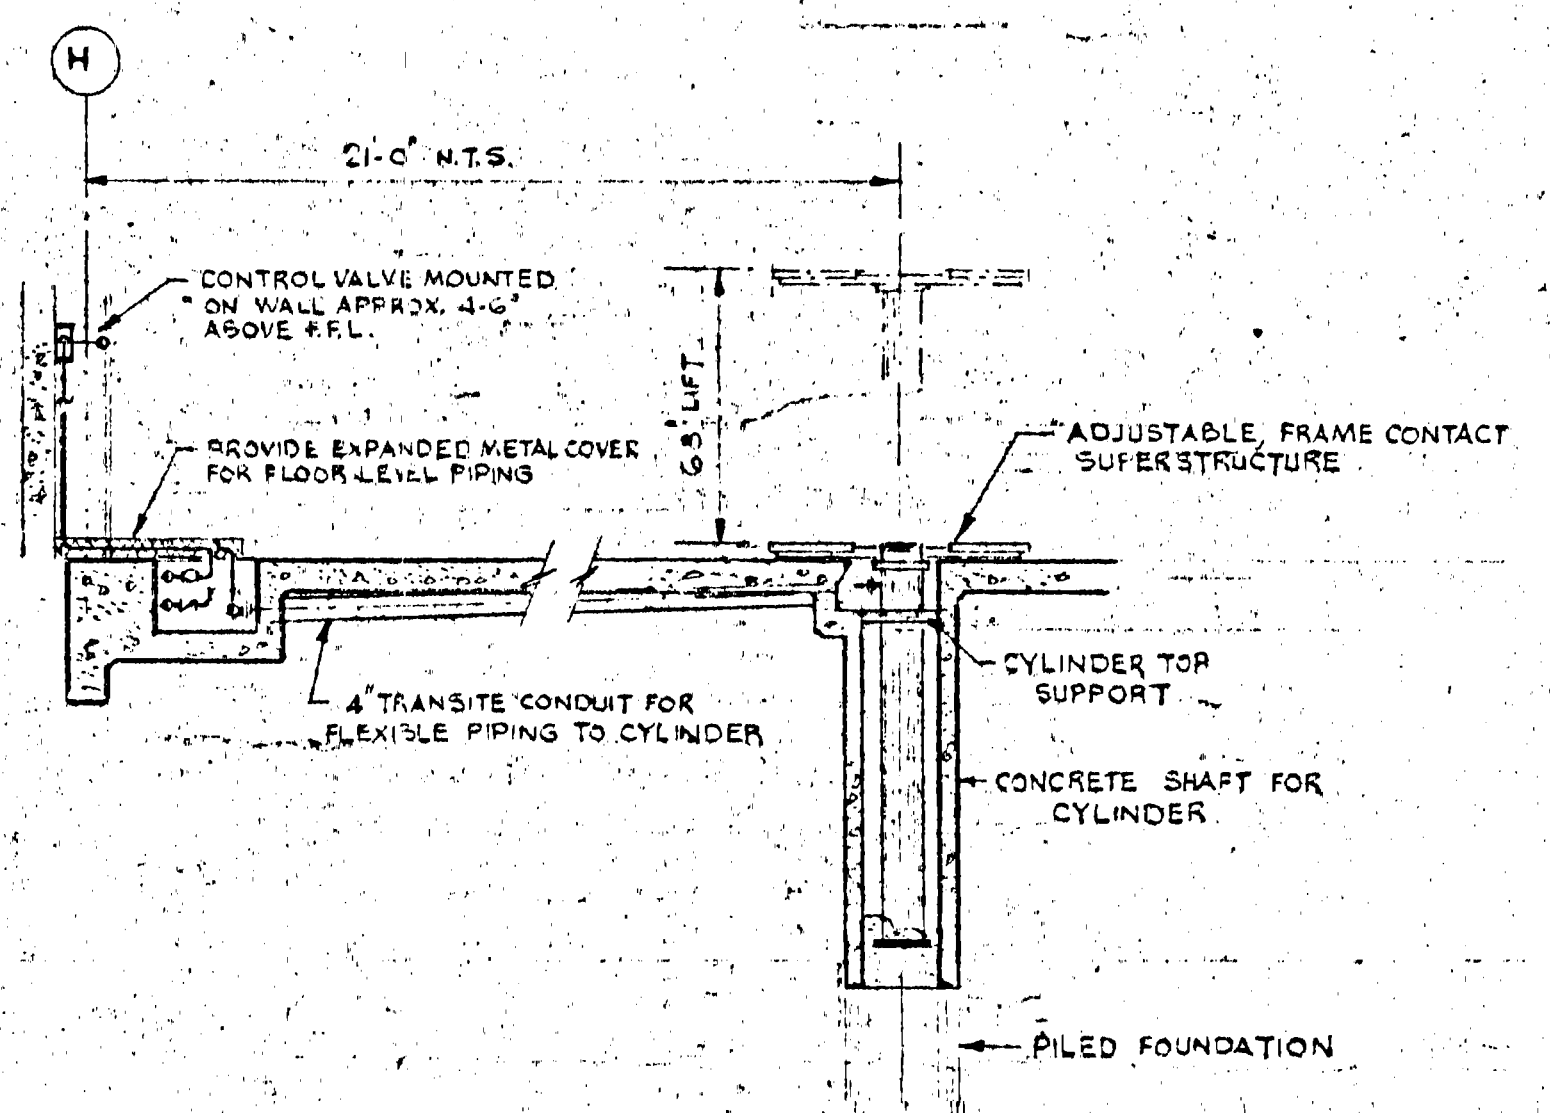 H
21'-0" N.T.S.
CONTROL VALVE MOUNTED
ON WALL APPROX. 4'-6"
ABOVE F.F.L.
LIFT
PROVIDE EXPANDED METAL COVER
FOR FLOOR LEVEL PIPING
ADJUSTABLE, FRAME CONTACT
SUPERSTRUCTURE
4" TRANSITE CONDUIT FOR
FLEXIBLE PIPING TO CYLINDER
CYLINDER TOP
SUPPORT
CONCRETE SHAFT FOR
CYLINDER
PILED FOUNDATION